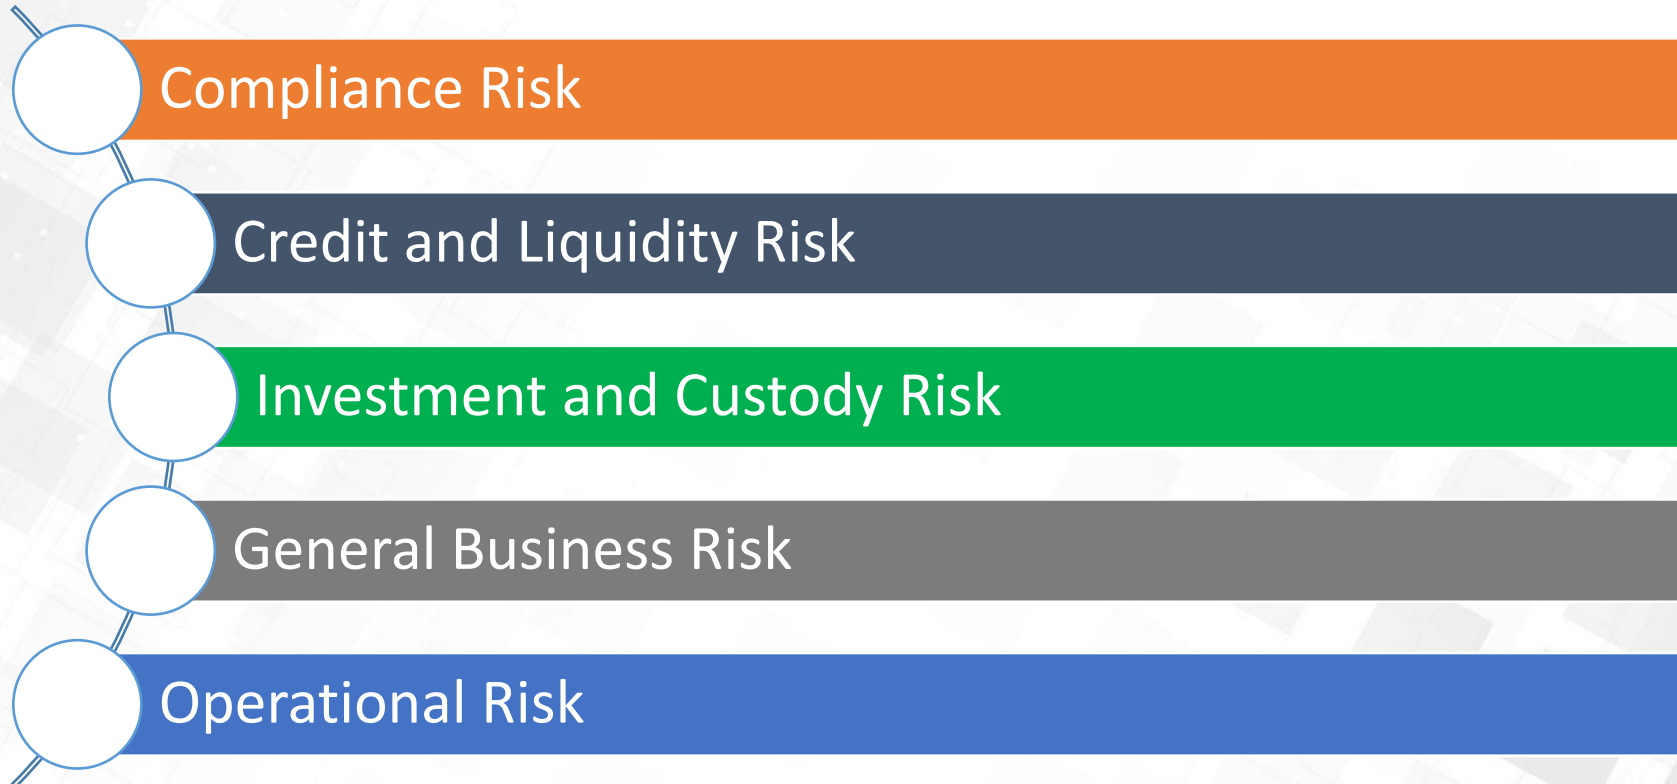 Compliance Risk
Credit and Liquidity Risk
Investment and Custody Risk
General Business Risk
Operational Risk